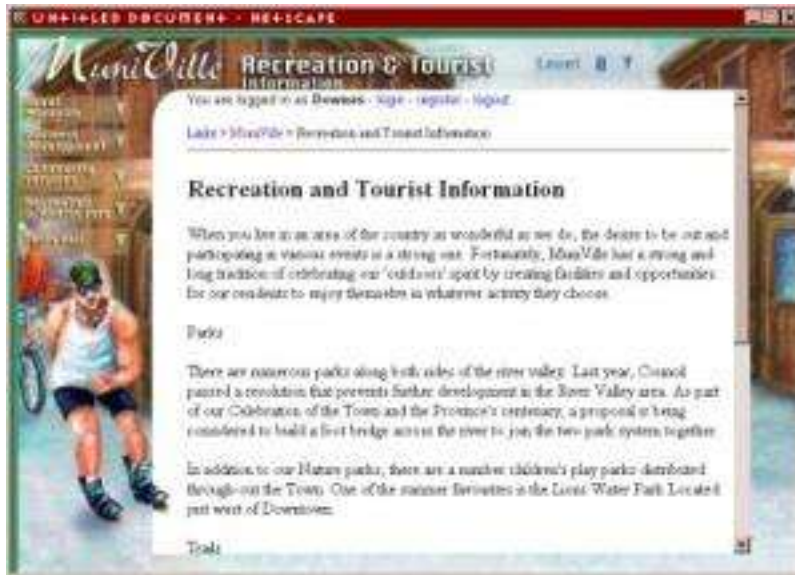 UNTITLED DOCUMENT - NETSCAPE
MuniVille Recreation & Tourist
Information
Level
You are logged in as Downes - login - register - logout
> MuniVille > Recreation and Tourist Information
Recreation and Tourist Information
When you live in an area of the country as wonderful as we do, the desire to be out and
participating in various events is a strong one. Fortunately, MuniVille has a strong and
long tradition of celebrating our 'outdoors' spirit by creating facilities and opportunities
for our residents to enjoy themselves in whatever activity they choose.
Parks
There are numerous parks along both sides of the river valley. Last year, Council
passed a resolution that prevents further development in the River Valley area. As part
of our Celebration of the Town and the Province's centenary, a proposal is being
considered to build a foot bridge across the river to join the two park system together.
In addition to our Nature parks, there are a number children's play parks distributed
through-out the Town. One of the summer favourites is the Lions Water Park. Located
just west of Downtown.
Trails